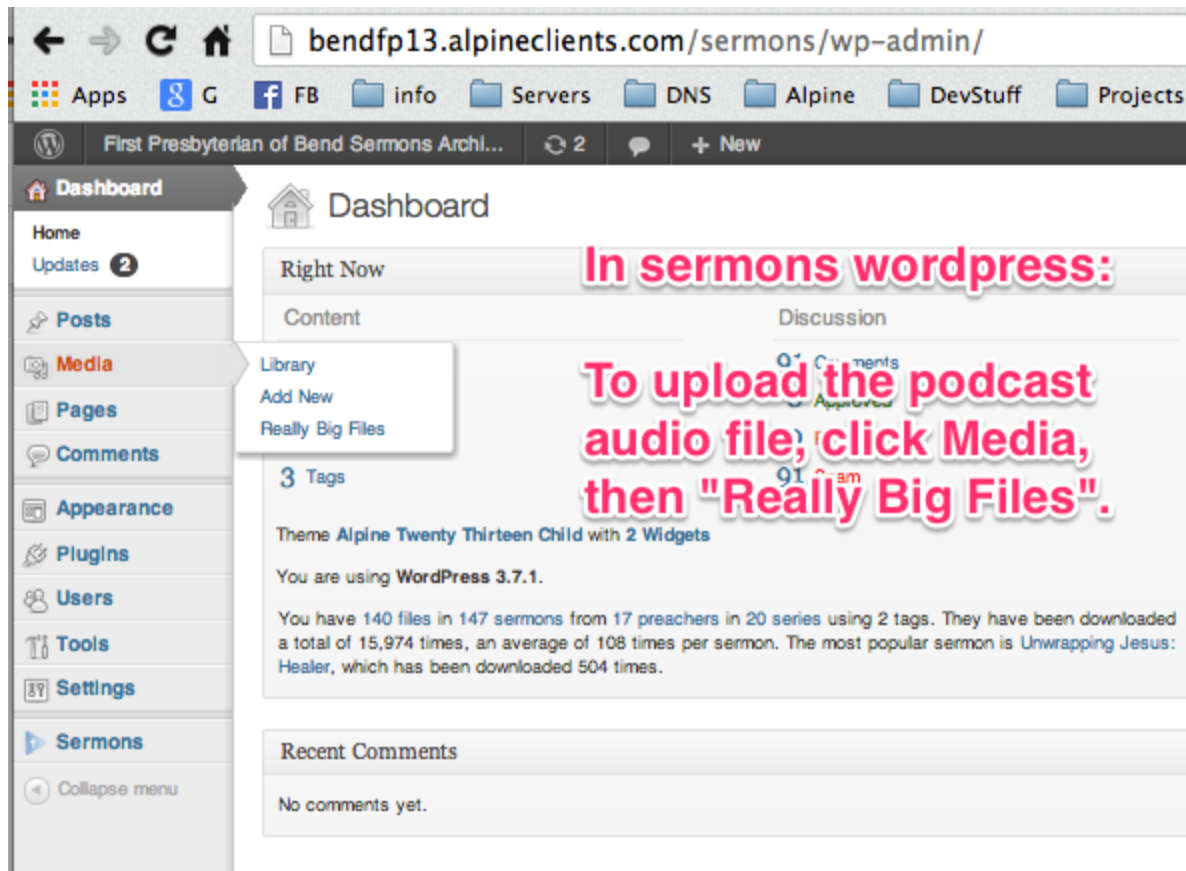 bendfp13.alpineclients.com/sermons/wp-admin/
Apps G FB info Servers DNS Alpine DevStuff Projects
First Presbyterian of Bend Sermons Archi... 2 + New
Dashboard
Home
Updates 2
Posts
Media
Library
Add New
Really Big Files
Pages
Comments
Appearance
Plugins
Users
Tools
Settings
Sermons
Collapse menu
Dashboard
Right Now
In sermons wordpress:
Content
Discussion
91 Comments
To upload the podcast
Approved
audio file, click Media,
3 Tags
91 Spam
then "Really Big Files".
Theme Alpine Twenty Thirteen Child with 2 Widgets
You are using WordPress 3.7.1.
You have 140 files in 147 sermons from 17 preachers in 20 series using 2 tags. They have been downloaded
a total of 15,974 times, an average of 108 times per sermon. The most popular sermon is Unwrapping Jesus:
Healer, which has been downloaded 504 times.
Recent Comments
No comments yet.